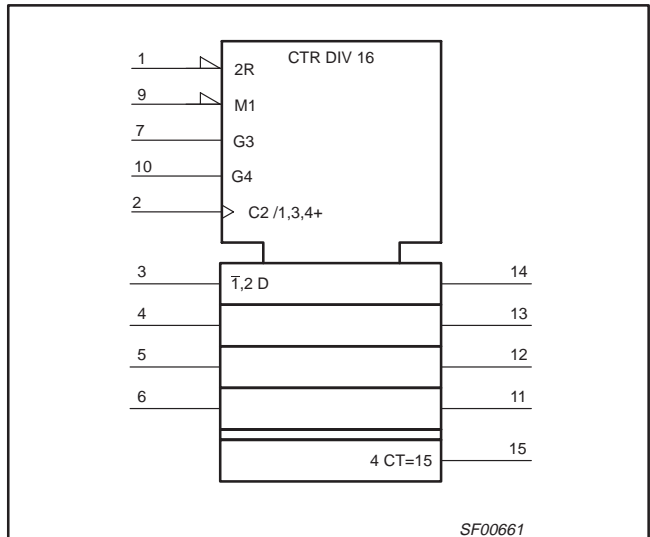 CTR DIV 16
1 2R
9 M1
7 G3
10 G4
2 C2 /1,3,4+
3 1̅,2 D 14
4 13
5 12
6 11
4 CT=15 15
SF00661